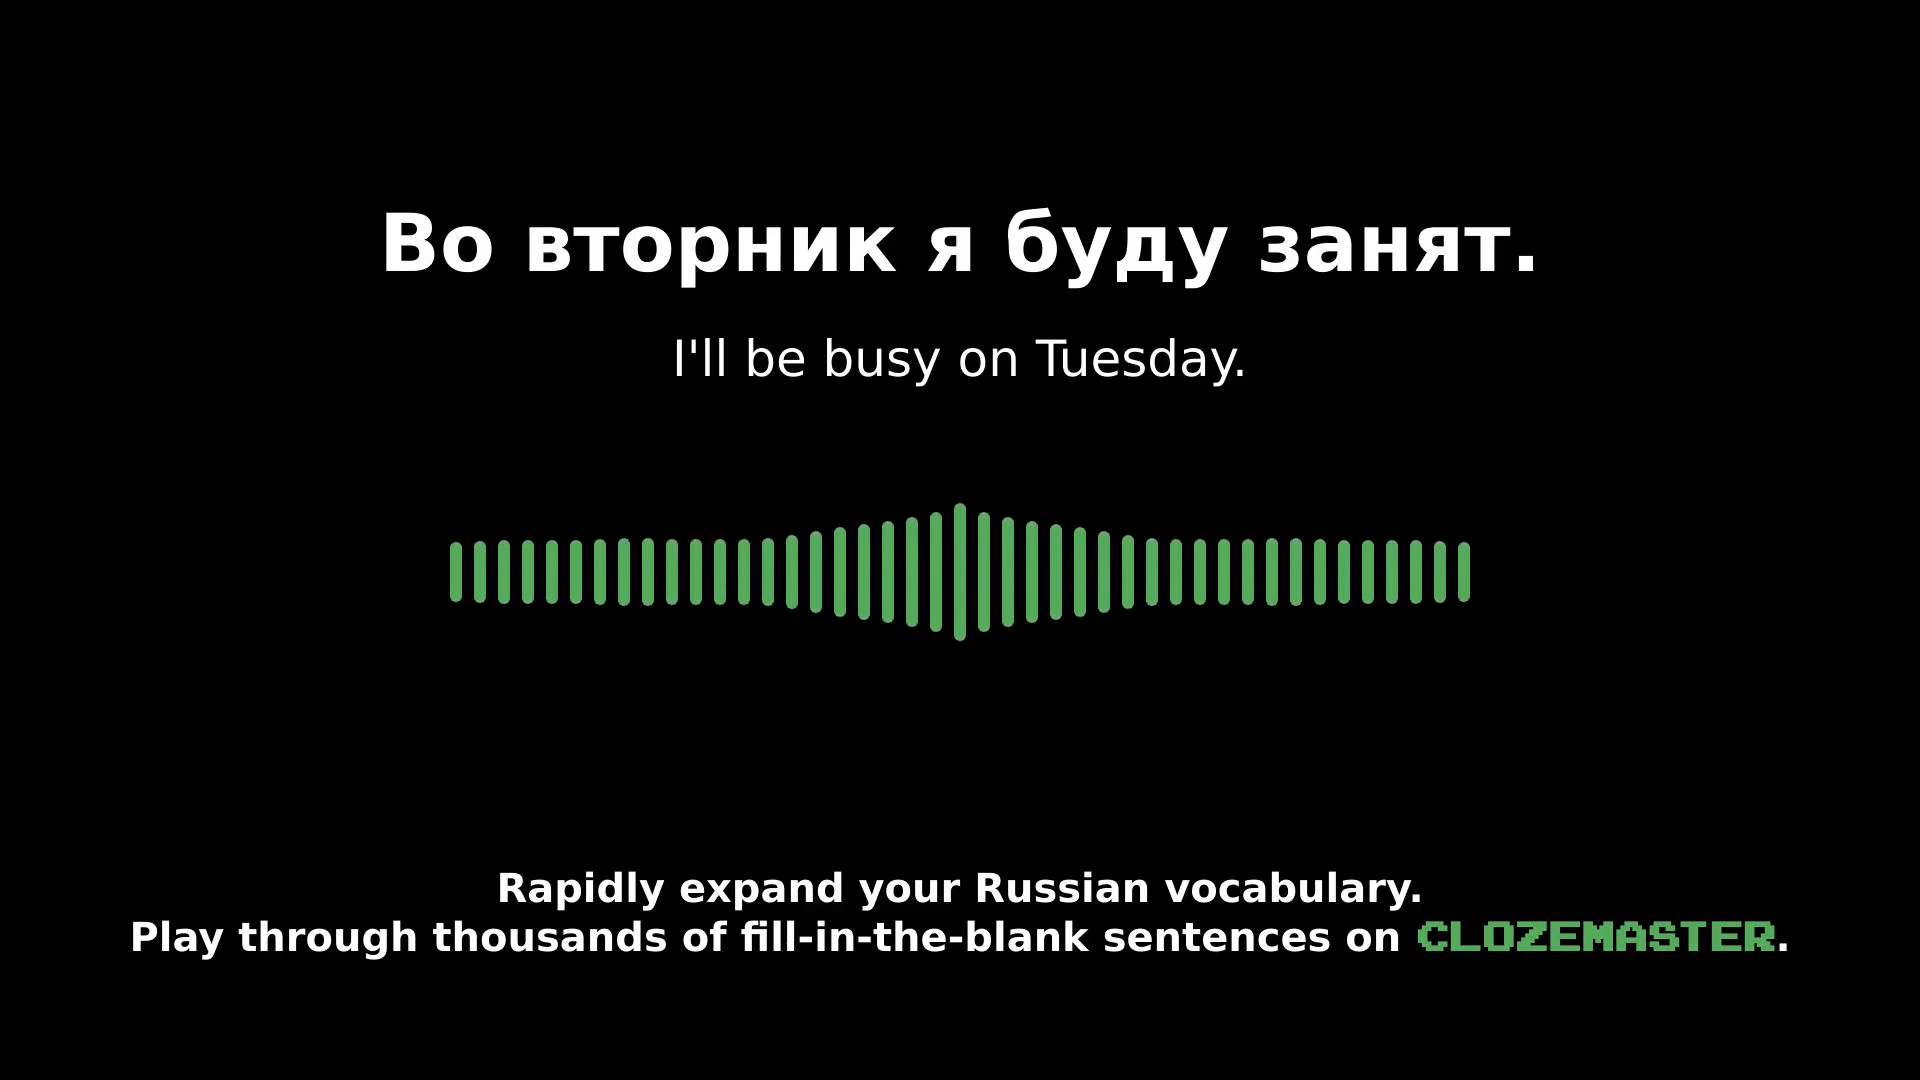 Во вторник я буду занят.
I'll be busy on Tuesday.
Rapidly expand your Russian vocabulary.
Play through thousands of fill-in-the-blank sentences on CLOZEMASTER.